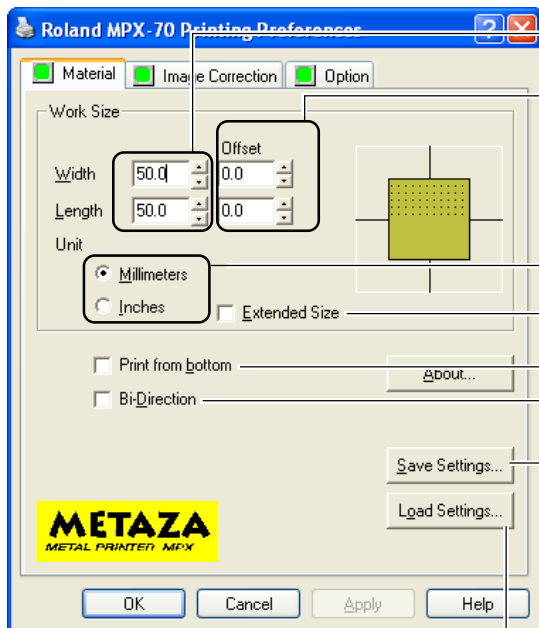 Roland MPX-70 Printing Preferences
Material Image Correction Option
Work Size
Offset
Width 50.0 0.0
Length 50.0 0.0
Unit
Millimeters
Inches
Extended Size
Print from bottom
About...
Bi-Direction
Save Settings...
Load Settings...
METAZA
METAL PRINTER MPX
OK Cancel Apply Help